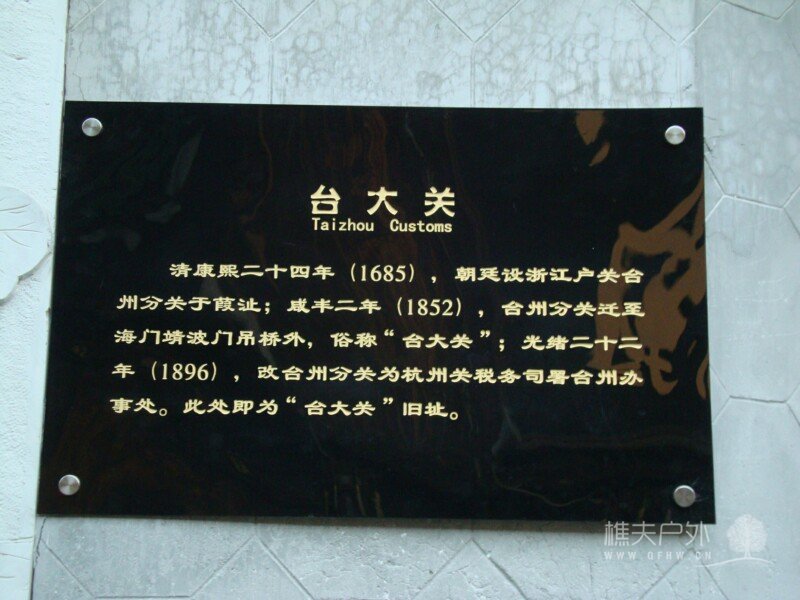 台大关
Taizhou Customs
清康熙二十四年（1685），朝廷设浙江户关台
州分关于葭沚；咸丰二年（1852），台州分关迁至
海门靖波门吊桥外，俗称“台大关”；光绪二十二
年（1896），改台州分关为杭州关税务司署台州办
事处。此处即为“台大关”旧址。
樵夫户外
WWW.QFHW.CN